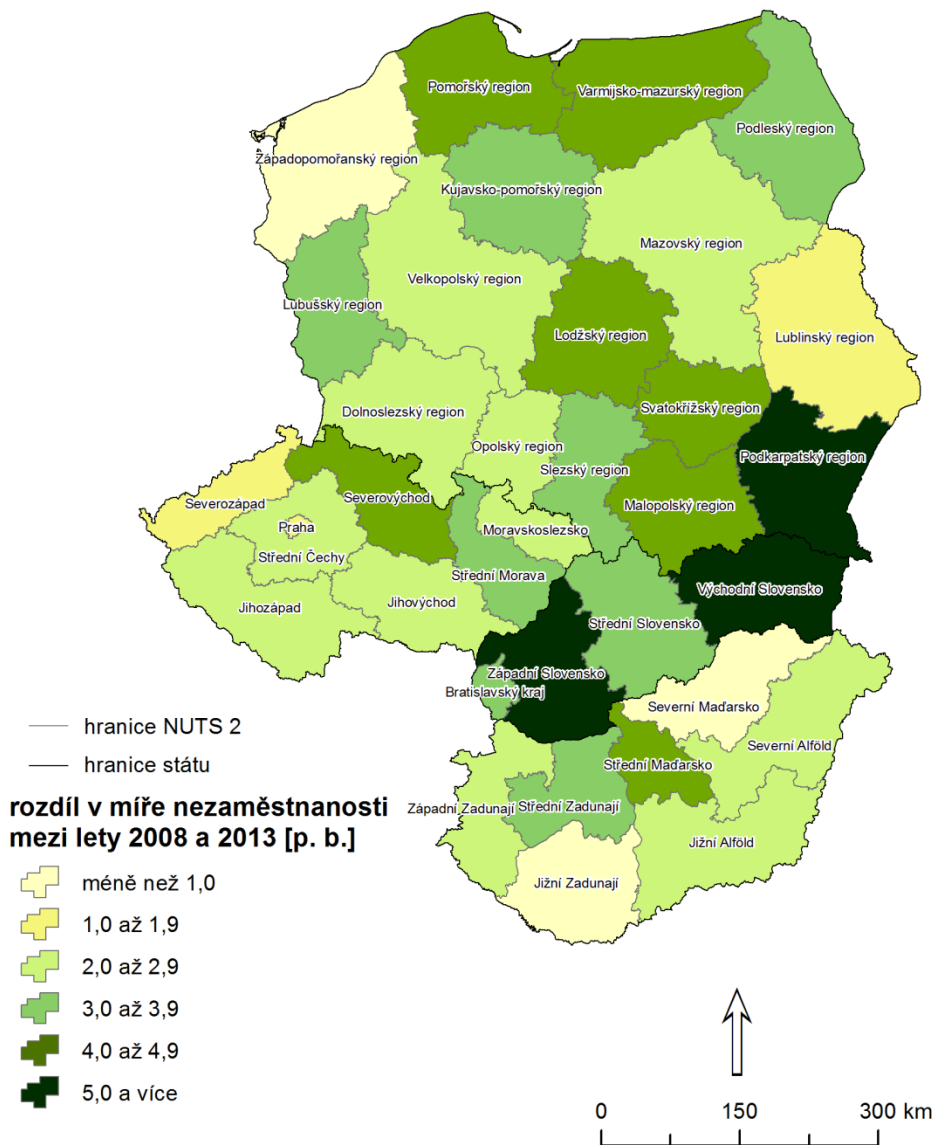 Pomořský region
Varmijsko-mazurský region
Podleský region
Západopomořanský region
Kujavsko-pomořský region
Mazovský region
Velkopolský region
Lubušský region
Lodžský region
Lublinský region
Dolnoslezský region
Svatokřížský region
Opolský region
Podkarpatský region
Slezský region
Severovýchod
Severozápad
Malopolský region
Praha
Moravskoslezsko
Střední Čechy
Střední Morava
Východní Slovensko
Jihozápad
Jihovýchod
Střední Slovensko
Západní Slovensko
Bratislavský kraj
Severní Maďarsko
Severní Alföld
Střední Maďarsko
Západní Zadunají
Střední Zadunají
Jižní Alföld
Jižní Zadunají
hranice NUTS 2
hranice státu
rozdíl v míře nezaměstnanosti
mezi lety 2008 a 2013 [p. b.]
méně než 1,0
1,0 až 1,9
2,0 až 2,9
3,0 až 3,9
4,0 až 4,9
5,0 a více
0 150 300 km